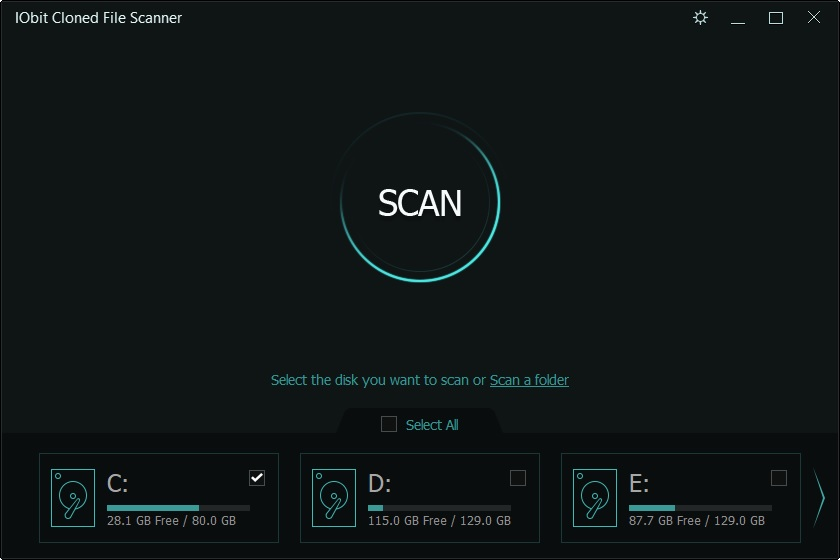 IObit Cloned File Scanner
SCAN
Select the disk you want to scan or Scan a folder
Select All
C:
28.1 GB Free / 80.0 GB
D:
115.0 GB Free / 129.0 GB
E:
87.7 GB Free / 129.0 GB